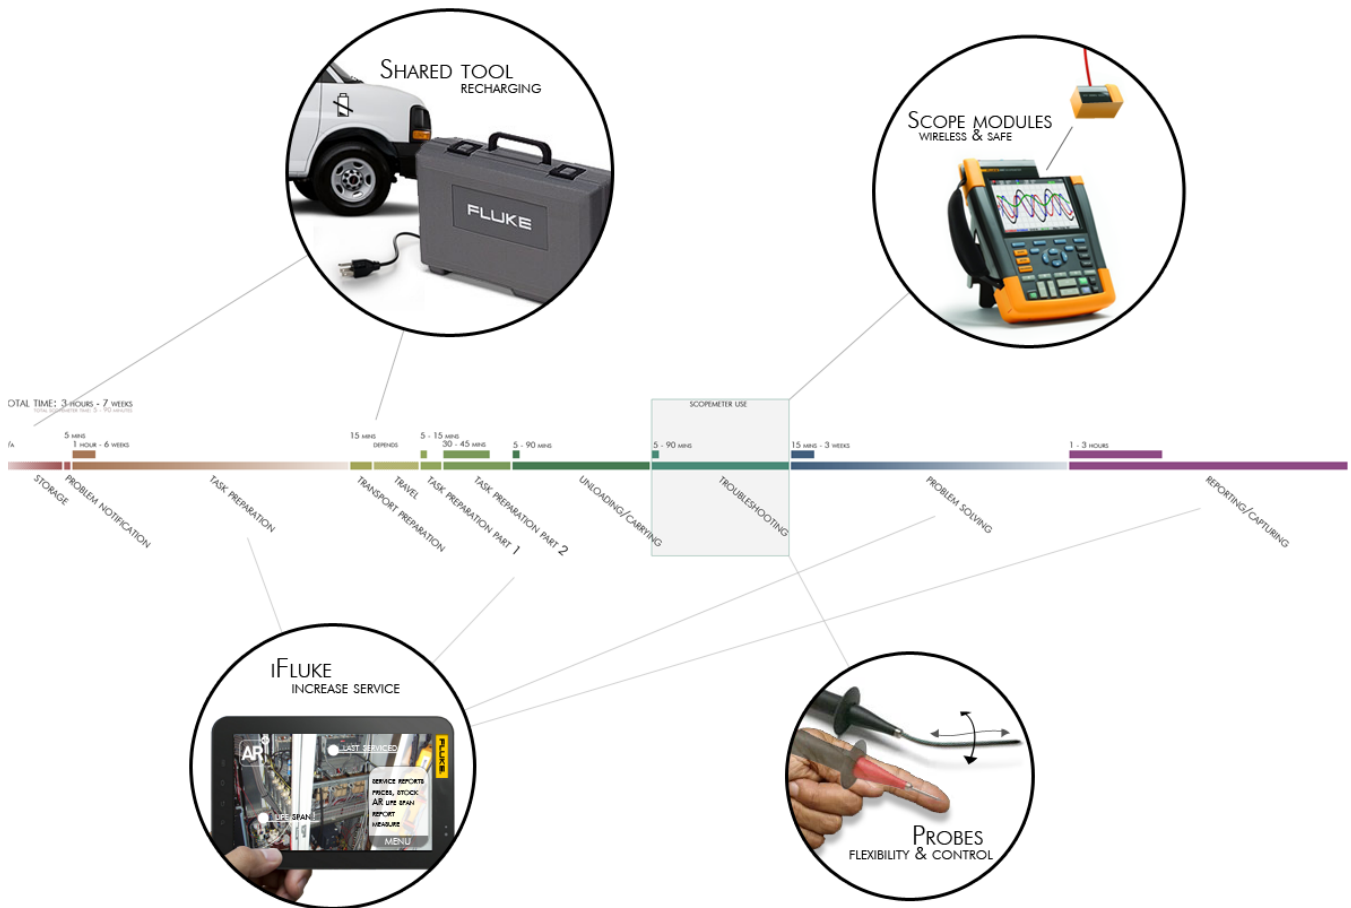 SHARED TOOL
RECHARGING
FLUKE
SCOPE MODULES
WIRELESS & SAFE
OTAL TIME: 3 HOURS - 7 WEEKS
SCOPEMETER USE
5 MINS
1 HOUR - 6 WEEKS
15 MINS
DEPENDS
5 - 15 MINS
30 - 45 MINS
5 - 90 MINS
5 - 90 MINS
15 MINS - 3 WEEKS
1 - 3 HOURS
STORAGE
PROBLEM NOTIFICATION
TASK PREPARATION
TRANSPORT PREPARATION
TRAVEL
TASK PREPARATION PART 1
TASK PREPARATION PART 2
UNLOADING/CARRYING
TROUBLESHOOTING
PROBLEM SOLVING
REPORTING/CAPTURING
IFLUKE
INCREASE SERVICE
AR
LAST SERVICED
FLUKE
SERVICE REPORTS
PRICES, STOCK
AR LIFE SPAN
REPORT
MEASURE
MENU
LIFE SPAN
PROBES
FLEXIBILITY & CONTROL